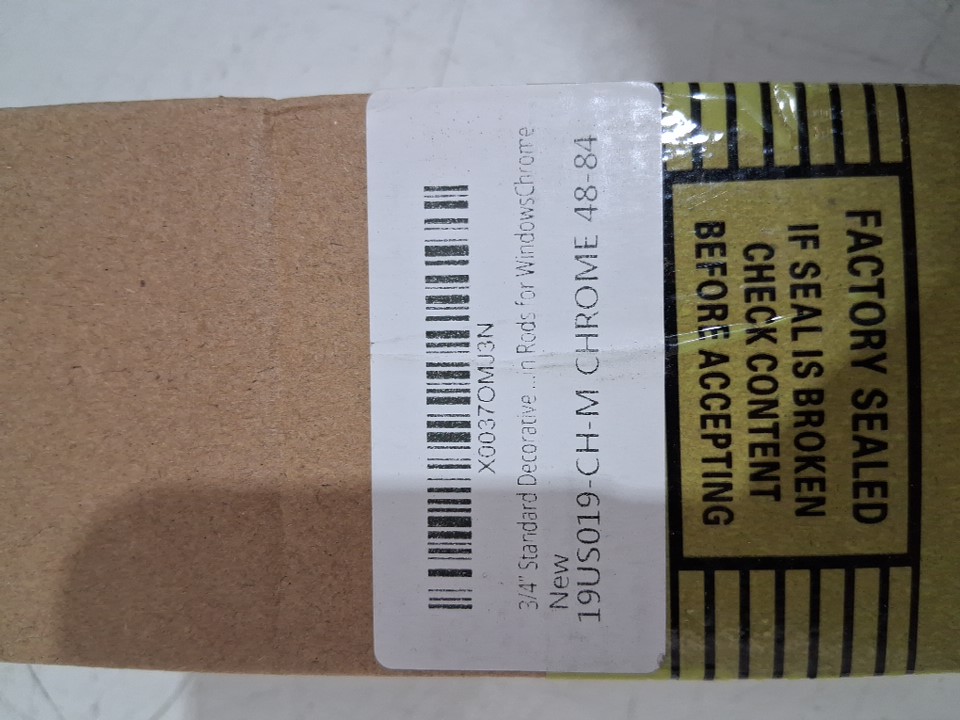 X0037OMJ3N
3/4" Standard Decorative ...in Rods for WindowsChrome
New
19US019-CH-M CHROME 48-84
FACTORY SEALED
IF SEAL IS BROKEN
CHECK CONTENT
BEFORE ACCEPTING